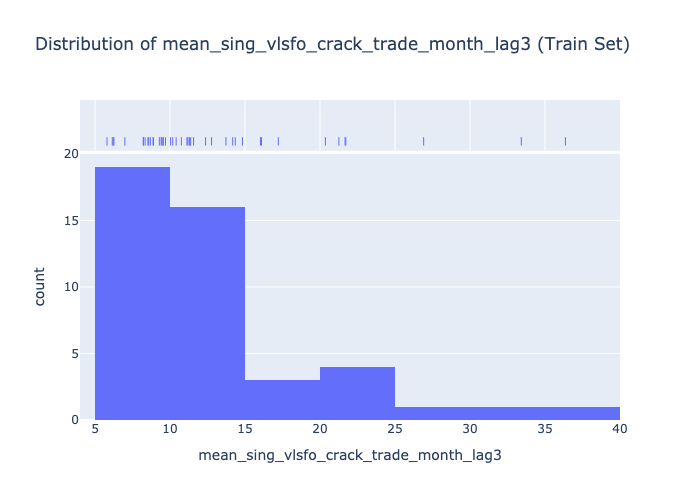 Distribution of mean_sing_vlsfo_crack_trade_month_lag3 (Train Set)
20
15
10
5
0
count
5 10 15 20 25 30 35 40
mean_sing_vlsfo_crack_trade_month_lag3